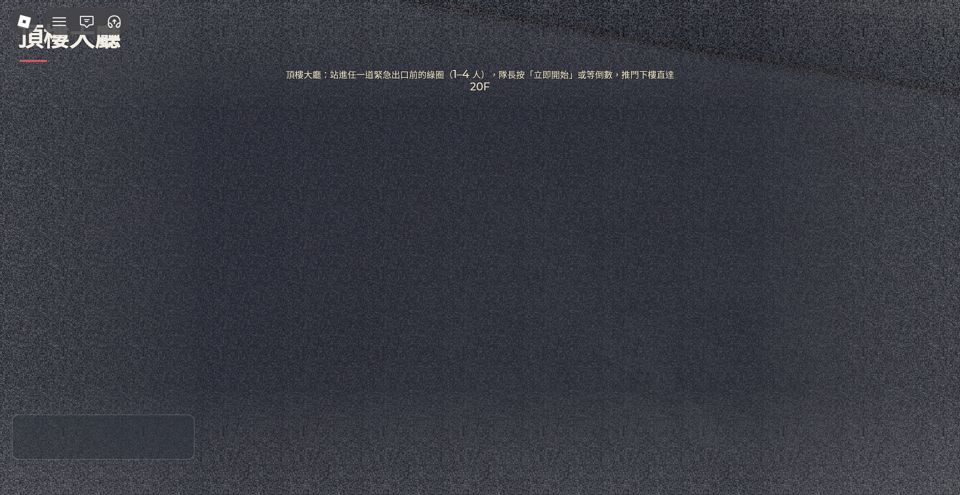 頂樓大廳
頂樓大廳：站進任一道緊急出口前的綠圈（1–4 人），隊長按「立即開始」或等倒數，推門下樓直達
20F